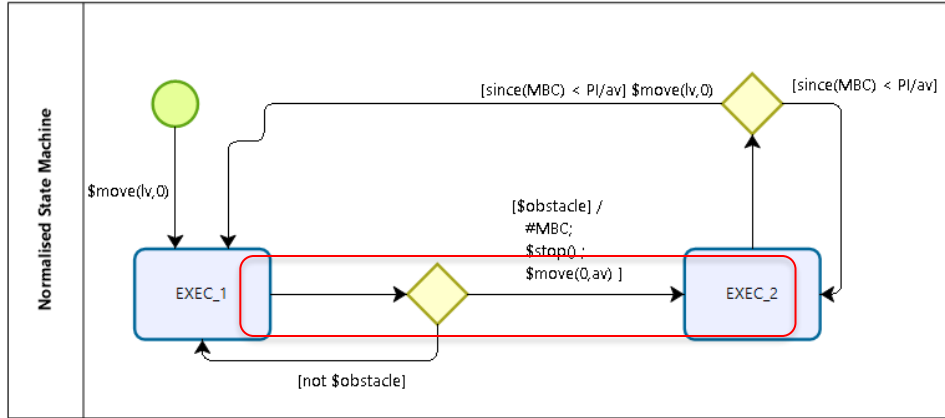 Normalised State Machine
[since(MBC) < PI/av] $move(lv,0)
[since(MBC) < PI/av]
$move(lv,0)
[$obstacle] /
#MBC;
$stop() ;
$move(0,av) ]
EXEC_1
EXEC_2
[not $obstacle]